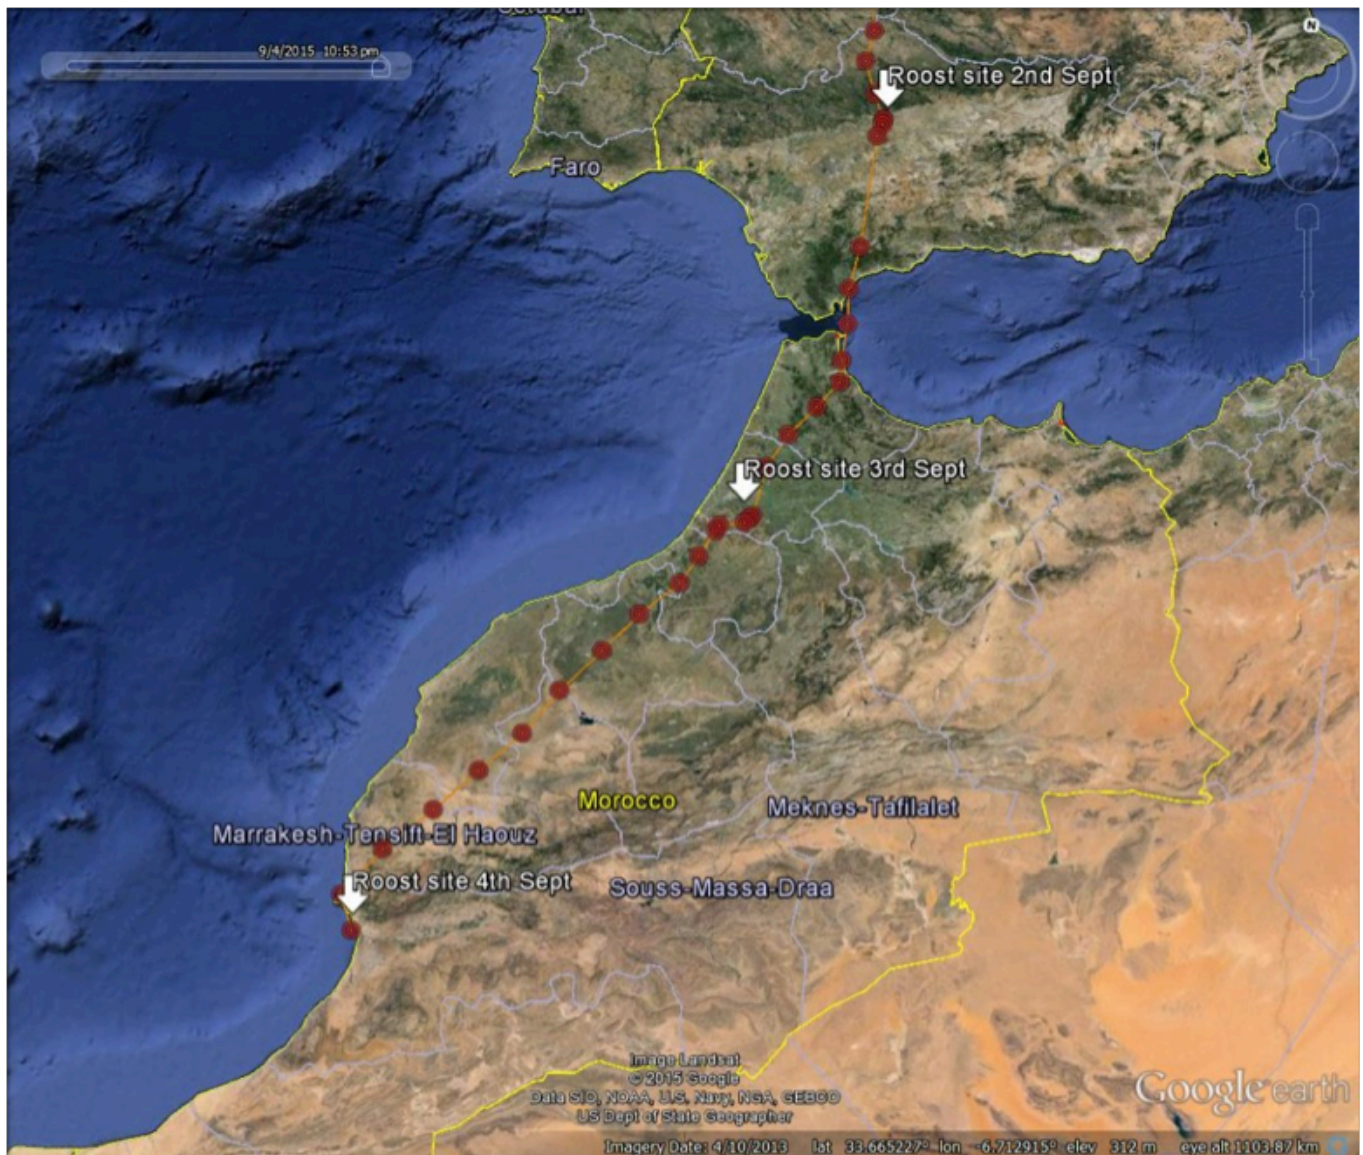 Setubal
9/4/2015 10:53 pm
N
Roost site 2nd Sept
Faro
Roost site 3rd Sept
Morocco
Meknes-Tafilalet
Marrakesh-Tensift-El Haouz
Roost site 4th Sept
Souss-Massa-Draa
Image Landsat
© 2015 Google
Data SIO, NOAA, U.S. Navy, NGA, GEBCO
US Dept of State Geographer
Google earth
Imagery Date: 4/10/2013 lat 33.665227° lon -6.712915° elev 312 m eye alt 1103.87 km